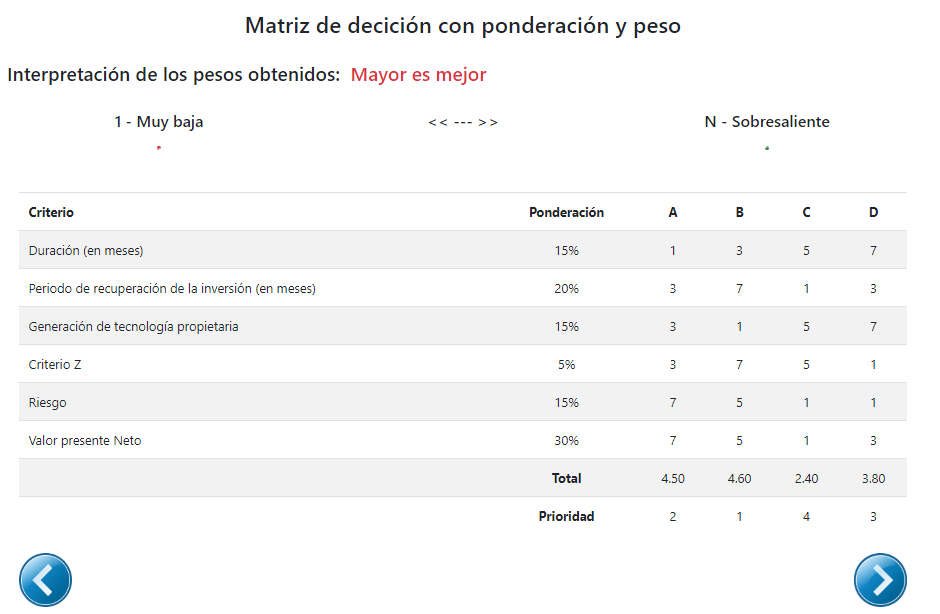 Matriz de decición con ponderación y peso
Interpretación de los pesos obtenidos: Mayor es mejor
1 - Muy baja << --- >> N - Sobresaliente
Criterio Ponderación A B C D
Duración (en meses) 15% 1 3 5 7
Periodo de recuperación de la inversión (en meses) 20% 3 7 1 3
Generación de tecnología propietaria 15% 3 1 5 7
Criterio Z 5% 3 7 5 1
Riesgo 15% 7 5 1 1
Valor presente Neto 30% 7 5 1 3
Total 4.50 4.60 2.40 3.80
Prioridad 2 1 4 3